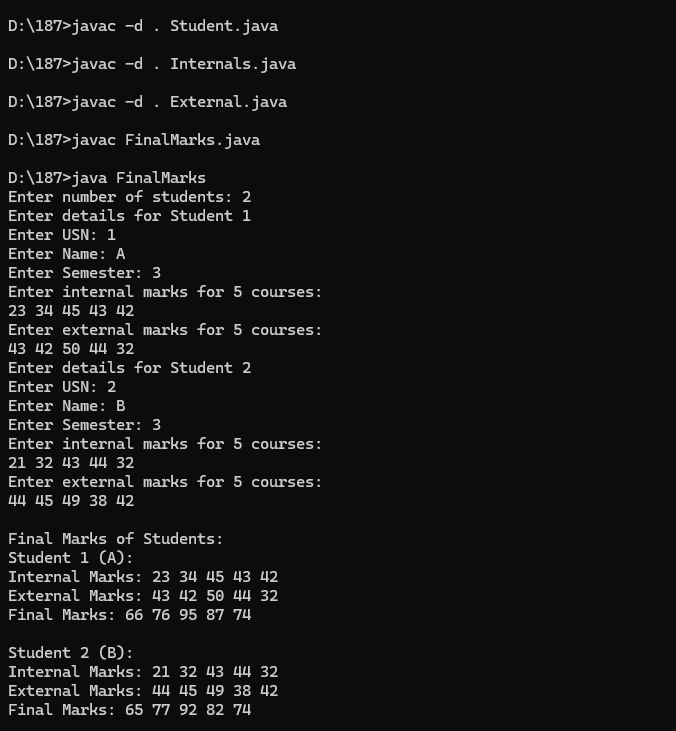 D:\187>javac -d . Student.java
D:\187>javac -d . Internals.java
D:\187>javac -d . External.java
D:\187>javac FinalMarks.java
D:\187>java FinalMarks
Enter number of students: 2
Enter details for Student 1
Enter USN: 1
Enter Name: A
Enter Semester: 3
Enter internal marks for 5 courses:
23 34 45 43 42
Enter external marks for 5 courses:
43 42 50 44 32
Enter details for Student 2
Enter USN: 2
Enter Name: B
Enter Semester: 3
Enter internal marks for 5 courses:
21 32 43 44 32
Enter external marks for 5 courses:
44 45 49 38 42
Final Marks of Students:
Student 1 (A):
Internal Marks: 23 34 45 43 42
External Marks: 43 42 50 44 32
Final Marks: 66 76 95 87 74
Student 2 (B):
Internal Marks: 21 32 43 44 32
External Marks: 44 45 49 38 42
Final Marks: 65 77 92 82 74